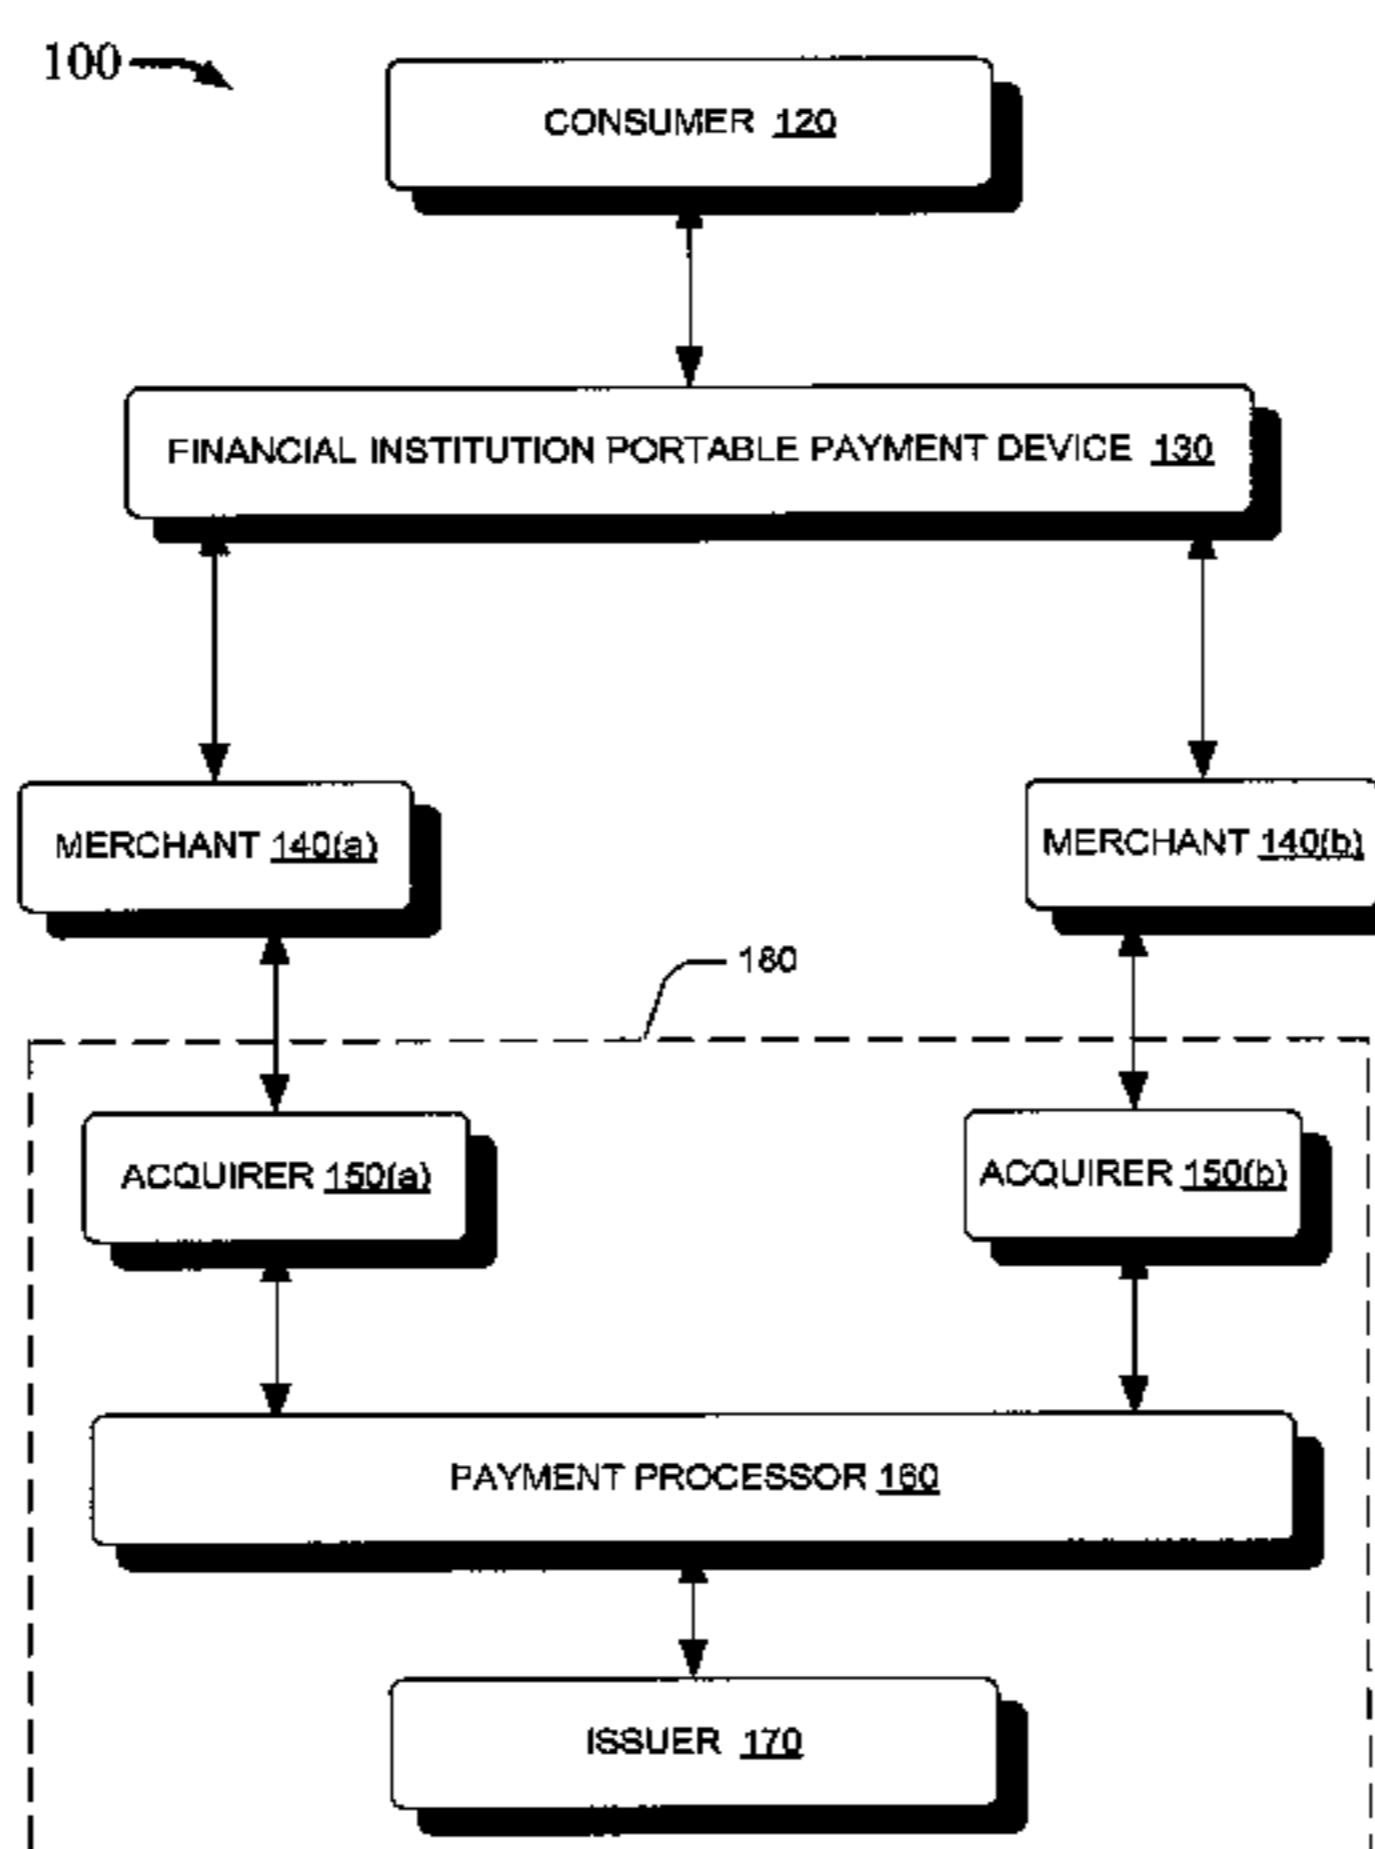 100
CONSUMER 120
FINANCIAL INSTITUTION PORTABLE PAYMENT DEVICE 130
MERCHANT 140(a)
MERCHANT 140(b)
180
ACQUIRER 150(a)
ACQUIRER 150(b)
PAYMENT PROCESSOR 160
ISSUER 170